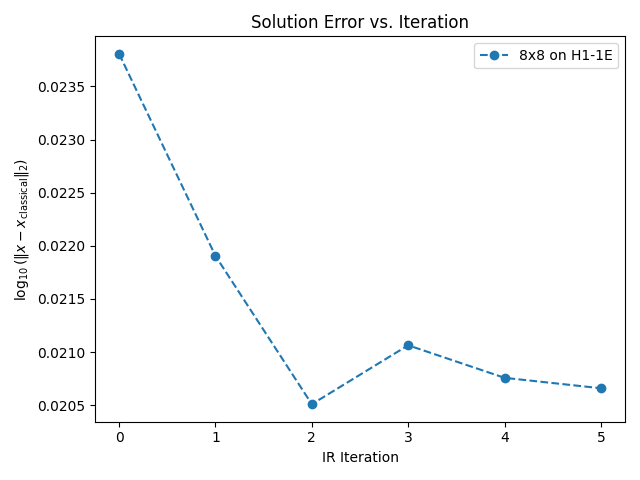 Solution Error vs. Iteration
8x8 on H1-1E
0.0235
0.0230
0.0225
0.0220
0.0215
0.0210
0.0205
log₁₀(‖x − x_classical‖₂)
0 1 2 3 4 5
IR Iteration